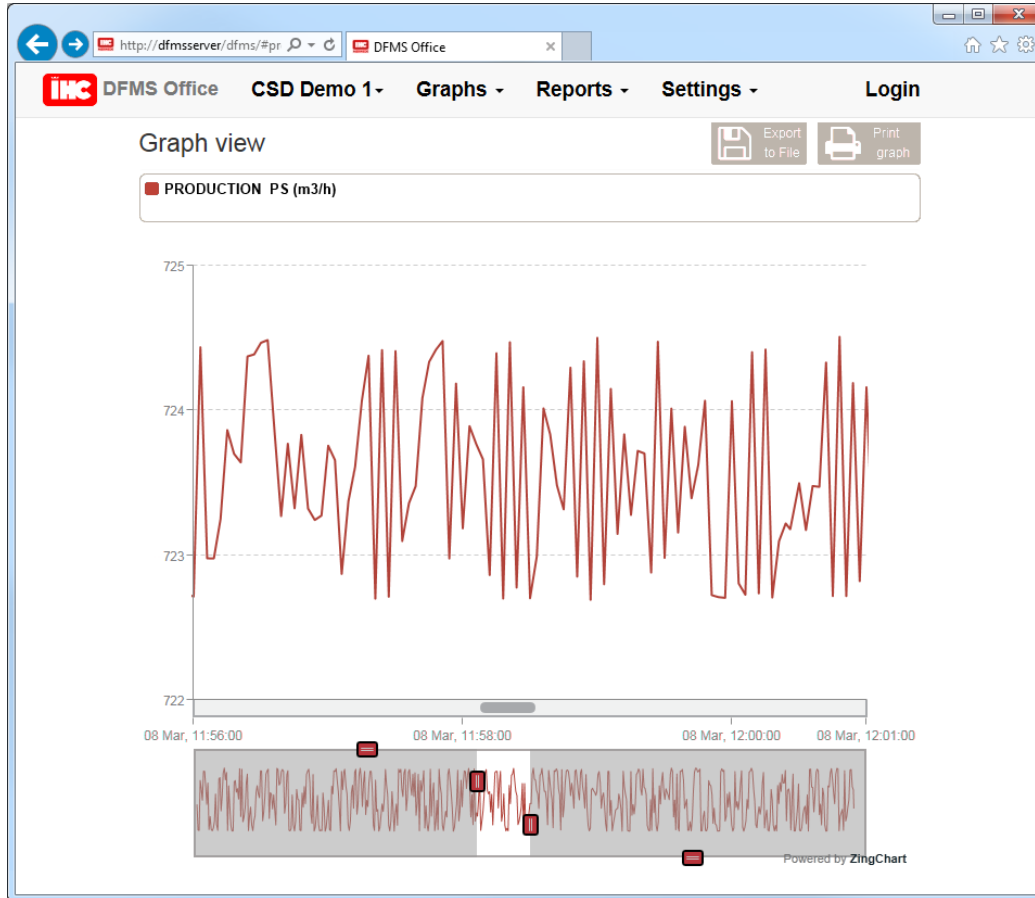 http://dfmsserver/dfms/#pr
DFMS Office
IHC DFMS Office CSD Demo 1 Graphs Reports Settings Login
Graph view
Export to File
Print graph
PRODUCTION PS (m3/h)
725
724
723
722
08 Mar, 11:56:00 08 Mar, 11:58:00 08 Mar, 12:00:00 08 Mar, 12:01:00
Powered by ZingChart